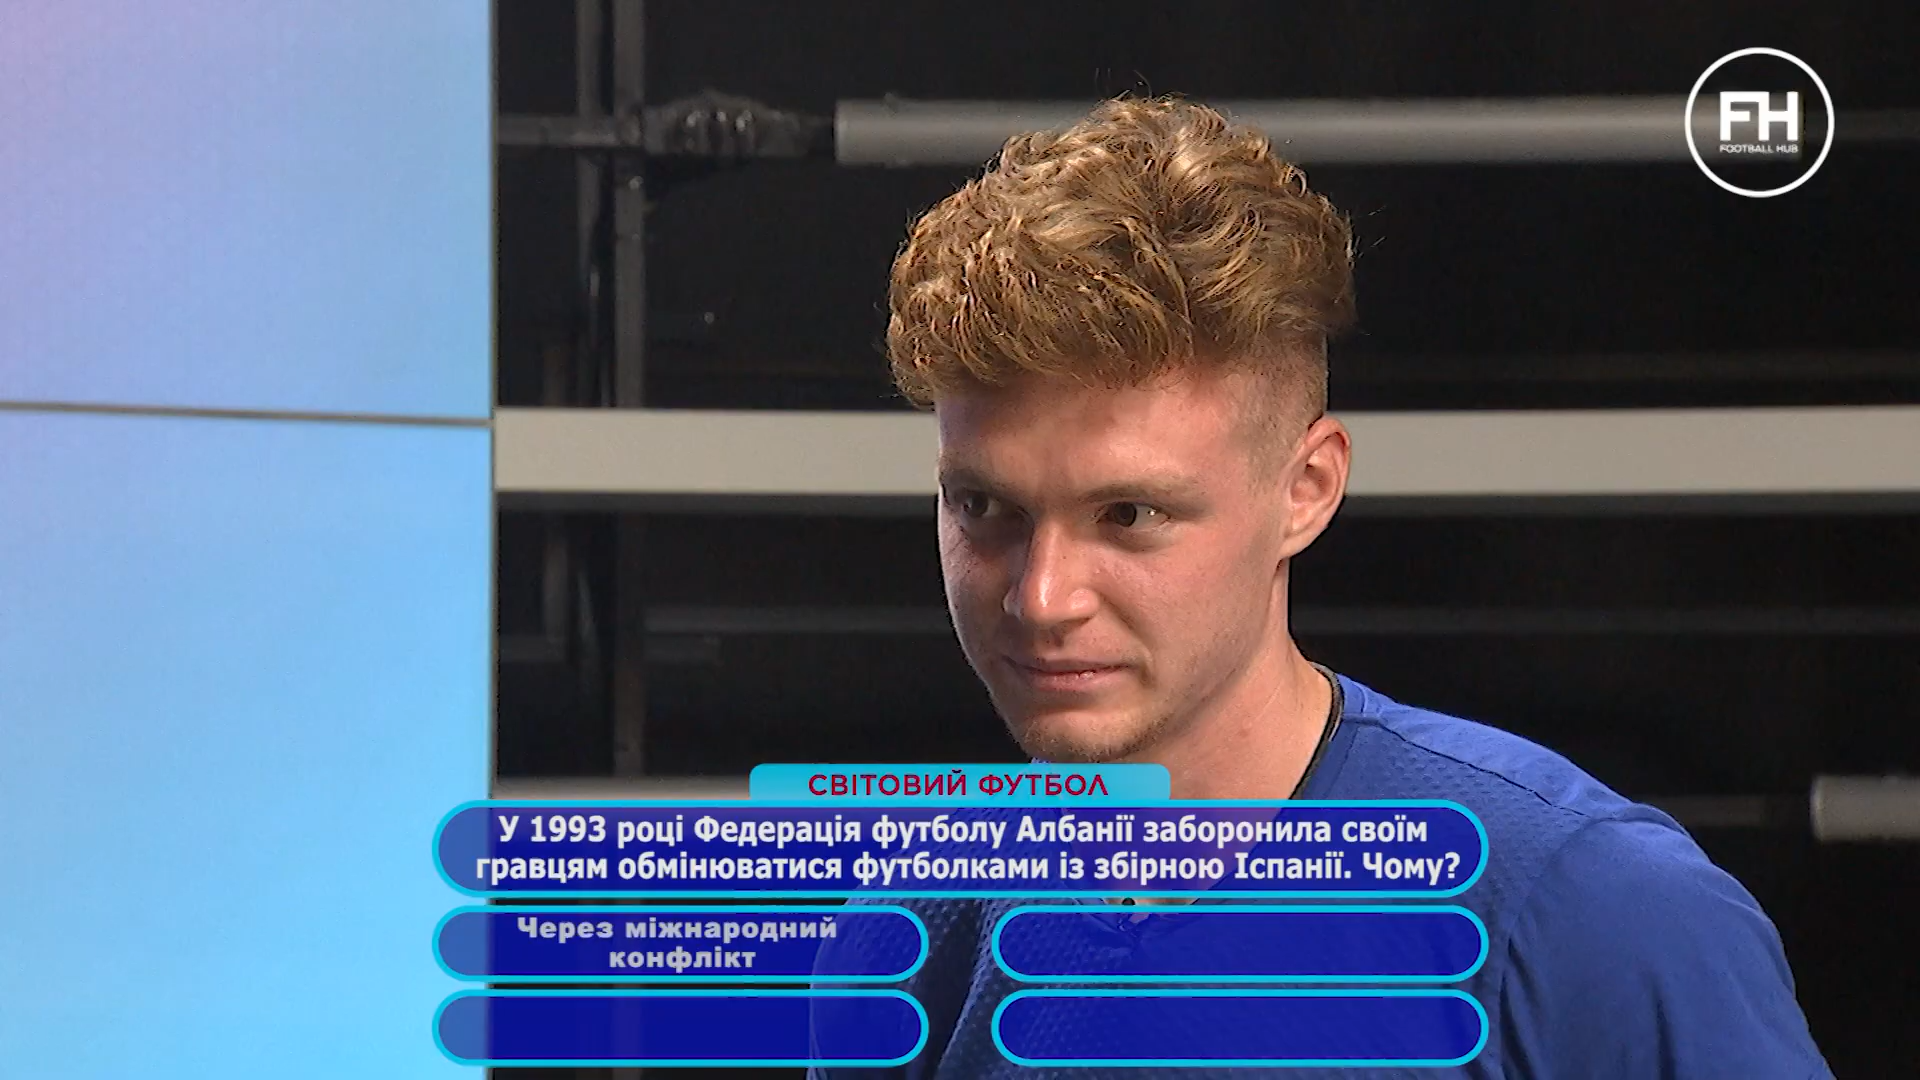 FH
FOOTBALL HUB
СВІТОВИЙ ФУТБОЛ
У 1993 році Федерація футболу Албанії заборонила своїм
гравцям обмінюватися футболками із збірною Іспанії. Чому?
Через міжнародний
конфлікт